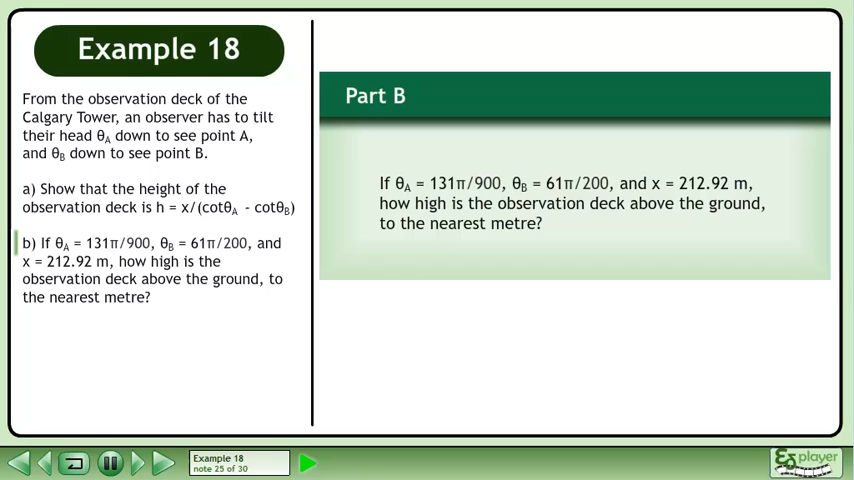 Example 18
From the observation deck of the
Calgary Tower, an observer has to tilt
their head θA down to see point A,
and θB down to see point B.
a) Show that the height of the
observation deck is h = x/(cotθA - cotθB)
b) If θA = 131π/900, θB = 61π/200, and
x = 212.92 m, how high is the
observation deck above the ground, to
the nearest metre?
Part B
If θA = 131π/900, θB = 61π/200, and x = 212.92 m,
how high is the observation deck above the ground,
to the nearest metre?
Example 18
note 25 of 30
player